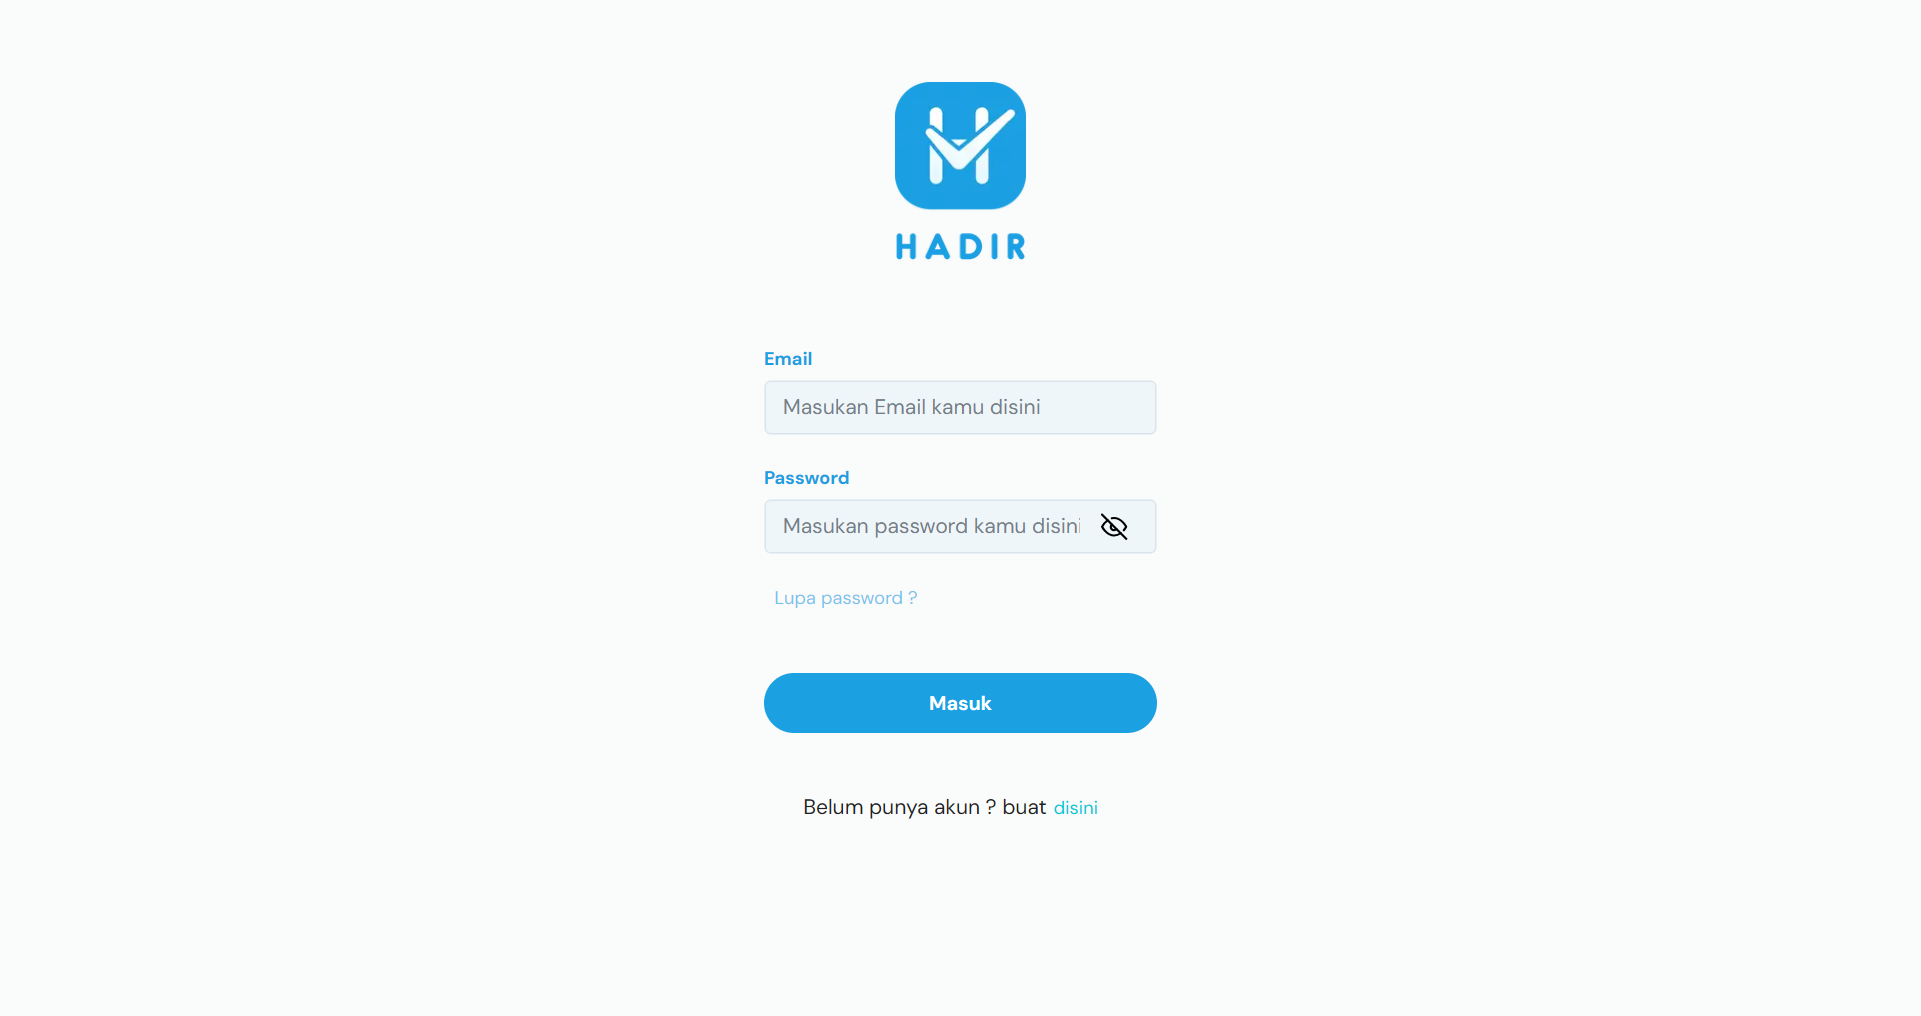 HADIR
Email
Masukan Email kamu disini
Password
Masukan password kamu disini
Lupa password ?
Masuk
Belum punya akun ? buat disini